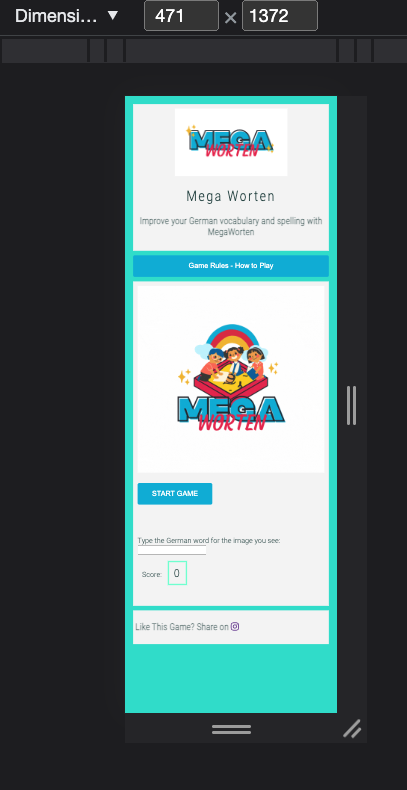 Dimensi... ▼ 471 × 1372
MEGA
WORTEN
Mega Worten
Improve your German vocabulary and spelling with
MegaWorten
Game Rules - How to Play
MEGA
WORTEN
START GAME
Type the German word for the image you see:
Score: 0
Like This Game? Share on